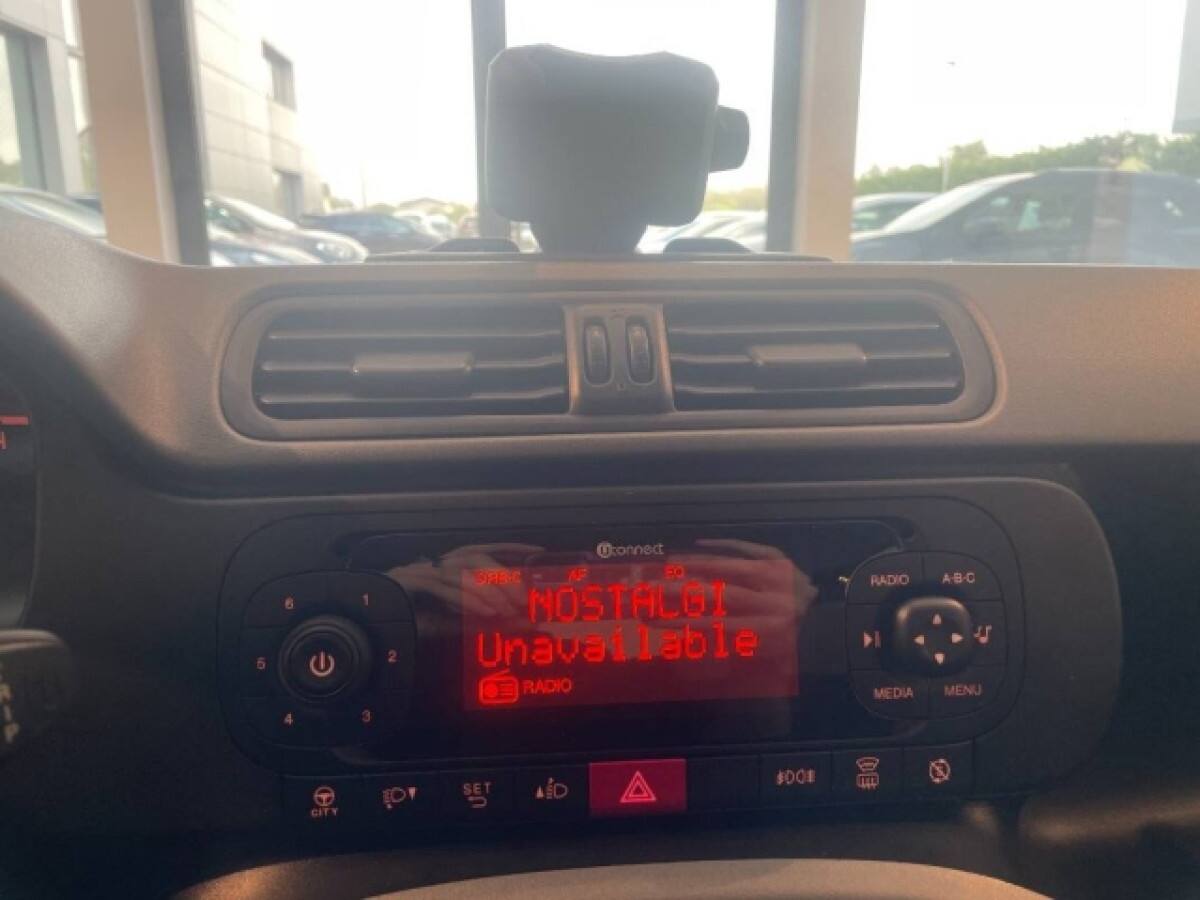 Uconnect
AF EQ
NOSTALGI
Unavailable
RADIO
6 1
5 2
4 3
RADIO A-B-C
MEDIA MENU
CITY
SET